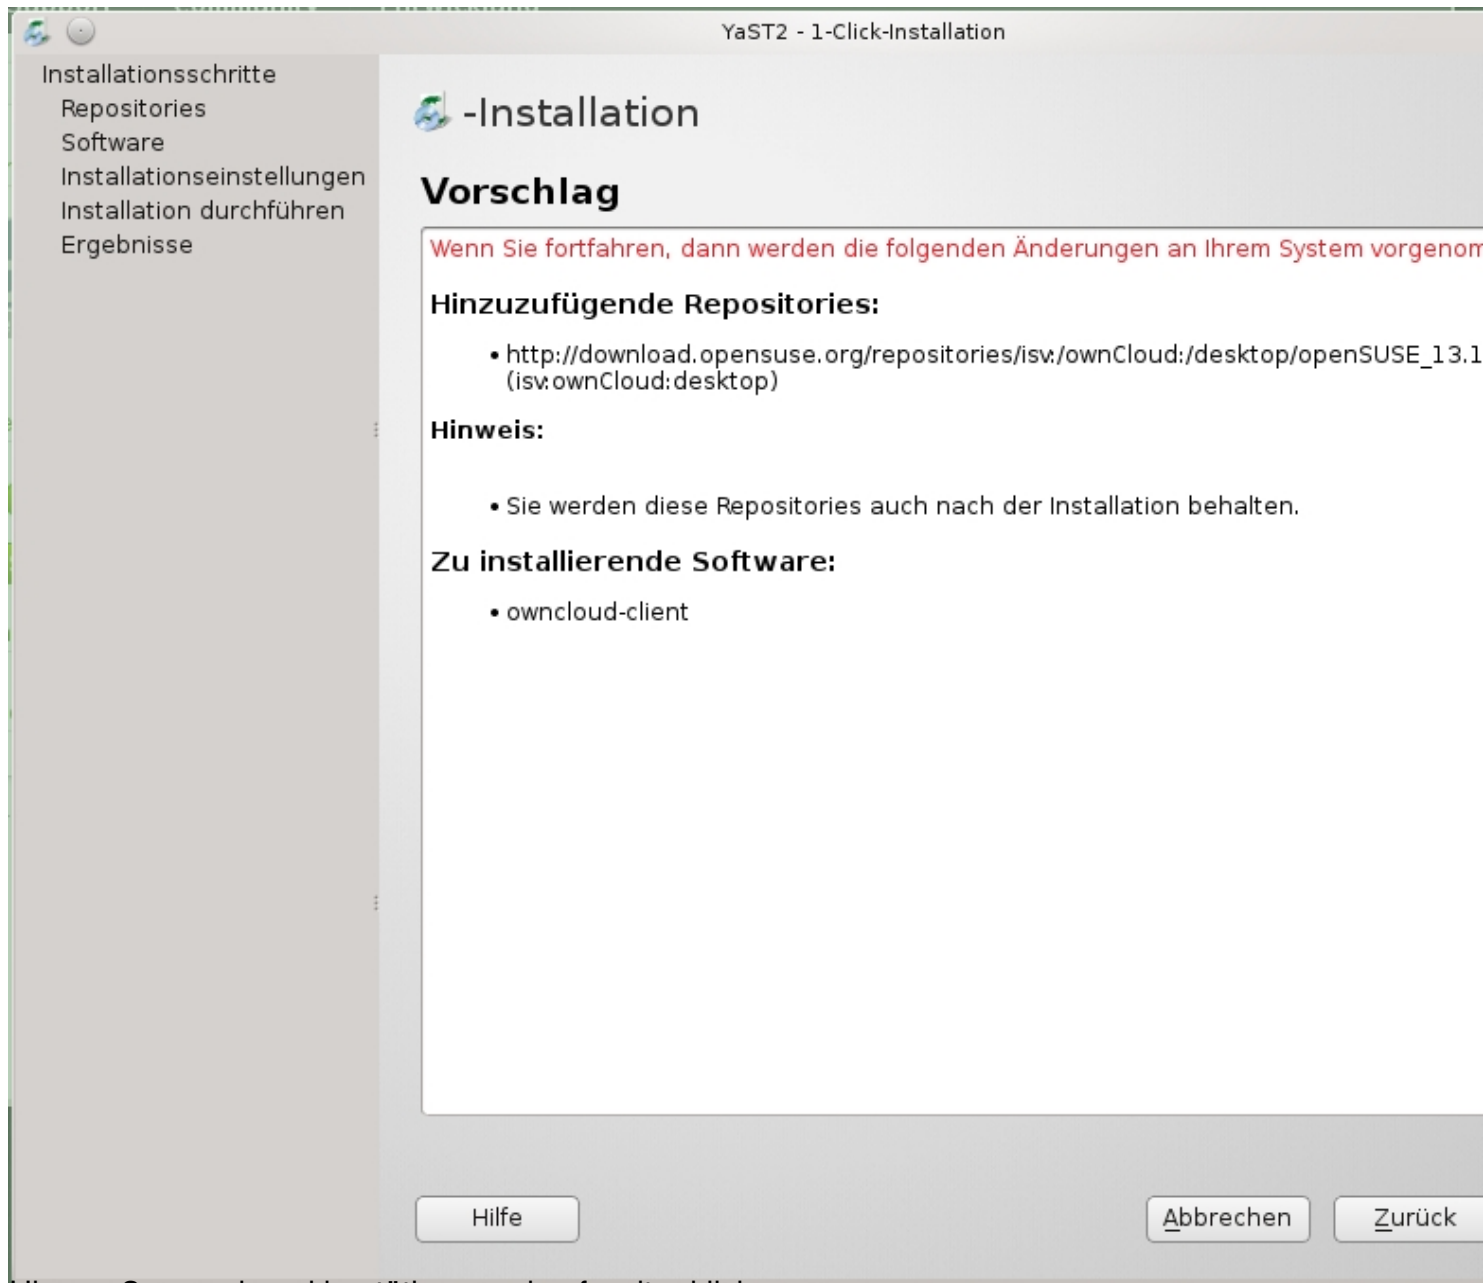 YaST2 - 1-Click-Installation
Installationsschritte
Repositories
Software
Installationseinstellungen
Installation durchführen
Ergebnisse
-Installation
Vorschlag
Wenn Sie fortfahren, dann werden die folgenden Änderungen an Ihrem System vorgenom
Hinzuzufügende Repositories:
• http://download.opensuse.org/repositories/isv:/ownCloud:/desktop/openSUSE_13.1
(isv:ownCloud:desktop)
Hinweis:
• Sie werden diese Repositories auch nach der Installation behalten.
Zu installierende Software:
• owncloud-client
Hilfe
Abbrechen
Zurück